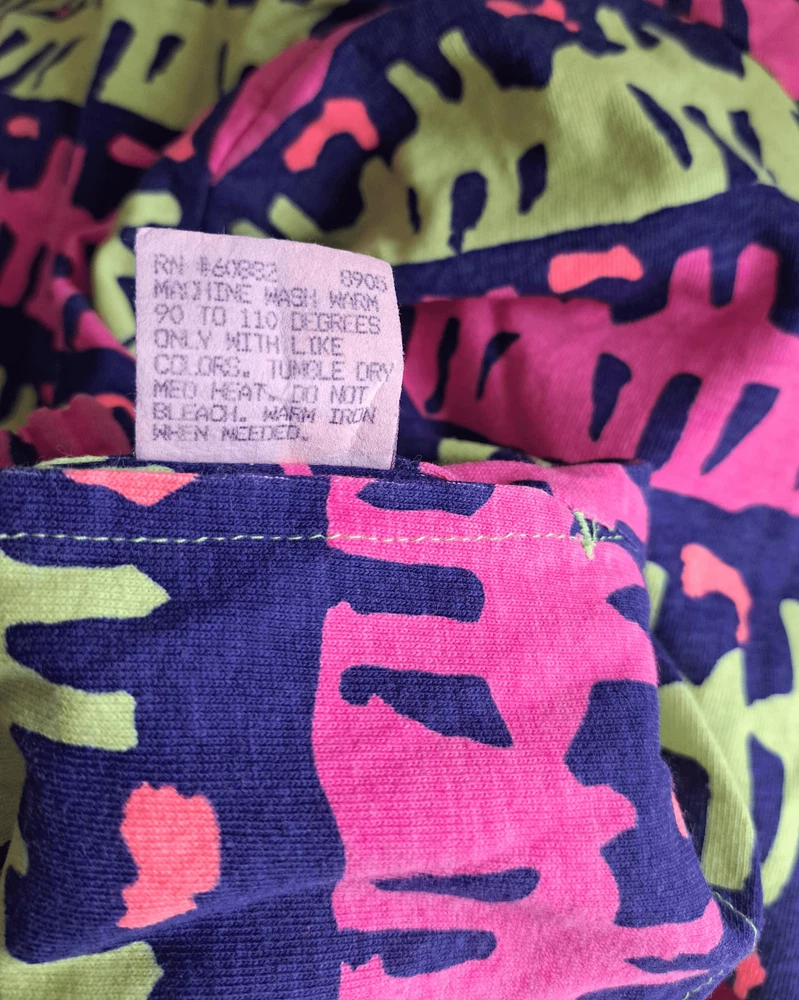 RN #60882 8905
MACHINE WASH WARM
90 TO 110 DEGREES
ONLY WITH LIKE
COLORS. TUMBLE DRY
MED HEAT. DO NOT
BLEACH. WARM IRON
WHEN NEEDED.